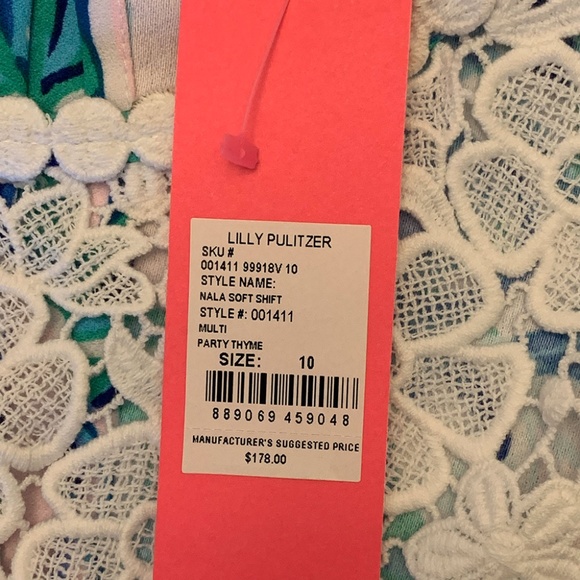 LILLY PULITZER
SKU #
001411 99918V 10
STYLE NAME:
NALA SOFT SHIFT
STYLE #: 001411
MULTI
PARTY THYME
SIZE: 10
889069 459048
MANUFACTURER'S SUGGESTED PRICE
$178.00